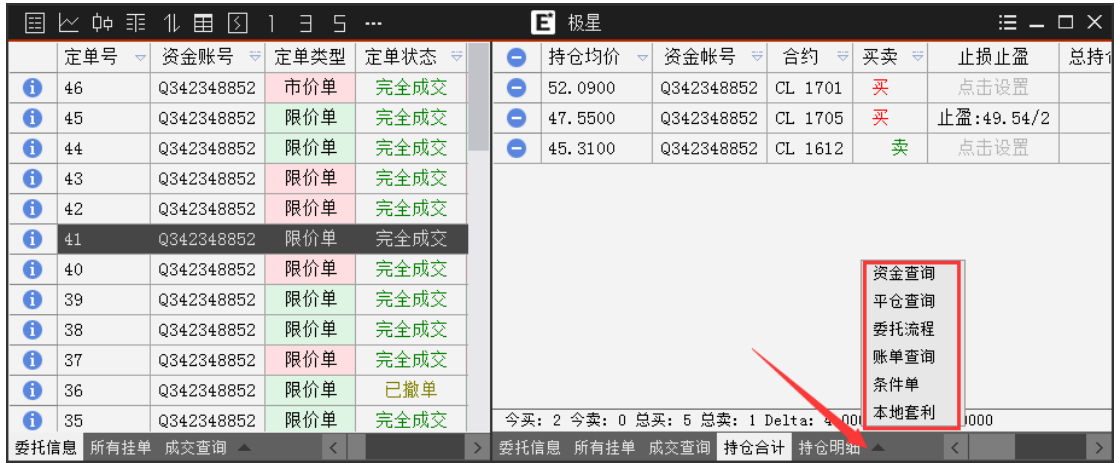 1 3 5 ... E 极星
定单号 资金账号 定单类型 定单状态
46 Q342348852 市价单 完全成交
45 Q342348852 限价单 完全成交
44 Q342348852 限价单 完全成交
43 Q342348852 限价单 完全成交
42 Q342348852 限价单 完全成交
41 Q342348852 限价单 完全成交
40 Q342348852 限价单 完全成交
39 Q342348852 限价单 完全成交
38 Q342348852 限价单 完全成交
37 Q342348852 限价单 完全成交
36 Q342348852 限价单 已撤单
35 Q342348852 限价单 完全成交
委托信息 所有挂单 成交查询
持仓均价 资金帐号 合约 买卖 止损止盈
52.0900 Q342348852 CL 1701 买 点击设置
47.5500 Q342348852 CL 1705 买 止盈:49.54/2
45.3100 Q342348852 CL 1612 卖 点击设置
资金查询
平仓查询
委托流程
账单查询
条件单
本地套利
今买: 2 今卖: 0 总买: 5 总卖: 1 Delta:
委托信息 所有挂单 成交查询 持仓合计 持仓明细